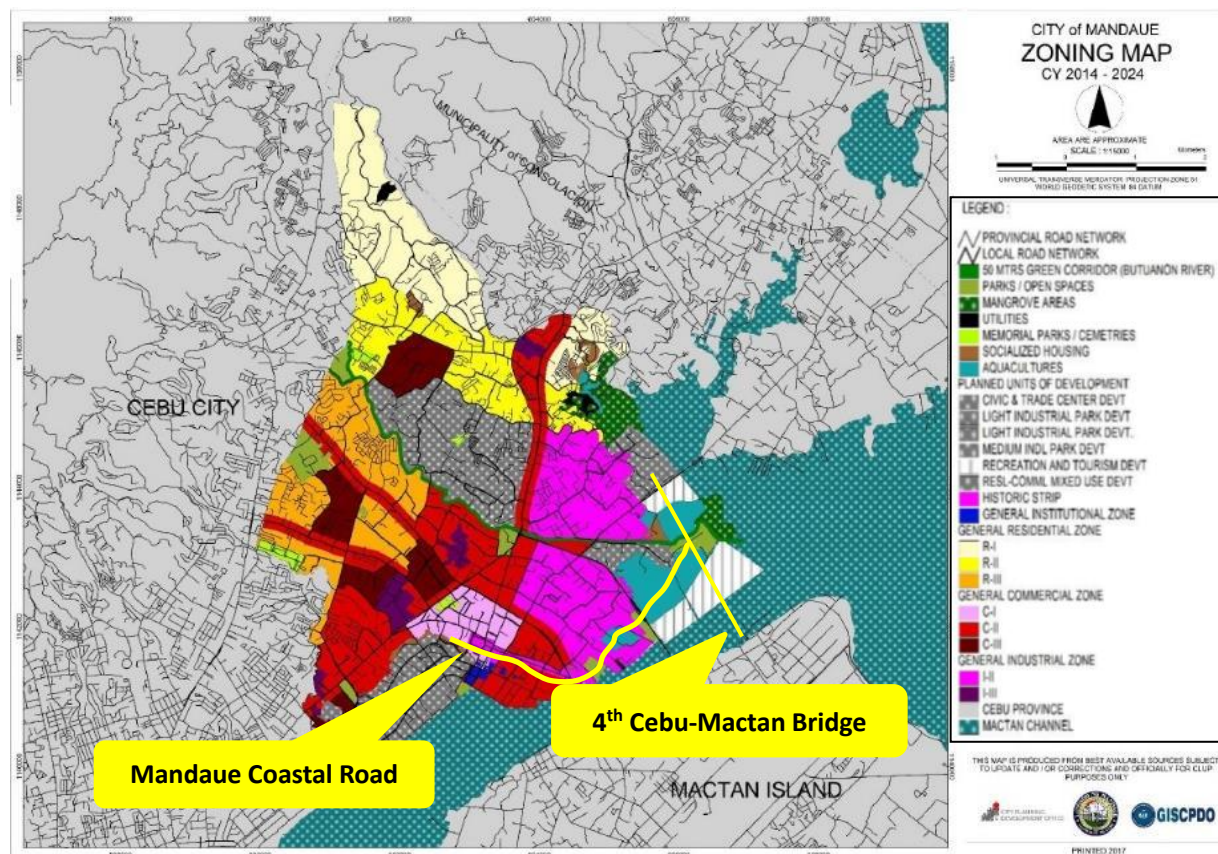 CITY of MANDAUE
ZONING MAP
CY 2014 - 2024
AREA ARE APPROXIMATE
SCALE : 1:15000
UNIVERSAL TRANSVERSE MERCATOR PROJECTION ZONE 51
WORLD GEODETIC SYSTEM 84 DATUM
MUNICIPALITY of CONSOLACION
CEBU CITY
MACTAN ISLAND
Mandaue Coastal Road
4th Cebu-Mactan Bridge
LEGEND :
PROVINCIAL ROAD NETWORK
LOCAL ROAD NETWORK
50 MTRS GREEN CORRIDOR (BUTUANON RIVER)
PARKS / OPEN SPACES
MANGROVE AREAS
UTILITIES
MEMORIAL PARKS / CEMETRIES
SOCIALIZED HOUSING
AQUACULTURES
PLANNED UNITS OF DEVELOPMENT
CIVIC & TRADE CENTER DEVT
LIGHT INDUSTRIAL PARK DEVT
LIGHT INDUSTRIAL PARK DEVT.
MEDIUM INDL PARK DEVT
RECREATION AND TOURISM DEVT
RESL-COMML MIXED USE DEVT
HISTORIC STRIP
GENERAL INSTITUTIONAL ZONE
GENERAL RESIDENTIAL ZONE
R-I
R-II
R-III
GENERAL COMMERCIAL ZONE
C-I
C-II
C-III
GENERAL INDUSTRIAL ZONE
I-II
I-III
CEBU PROVINCE
MACTAN CHANNEL
THIS MAP IS PRODUCED FROM BEST AVAILABLE SOURCES SUBJECT
TO UPDATE AND / OR CORRECTIONS AND OFFICIALLY FOR CLUP
PURPOSES ONLY
CITY PLANNING
DEVELOPMENT OFFICE
GISCPDO
PRINTED 2017